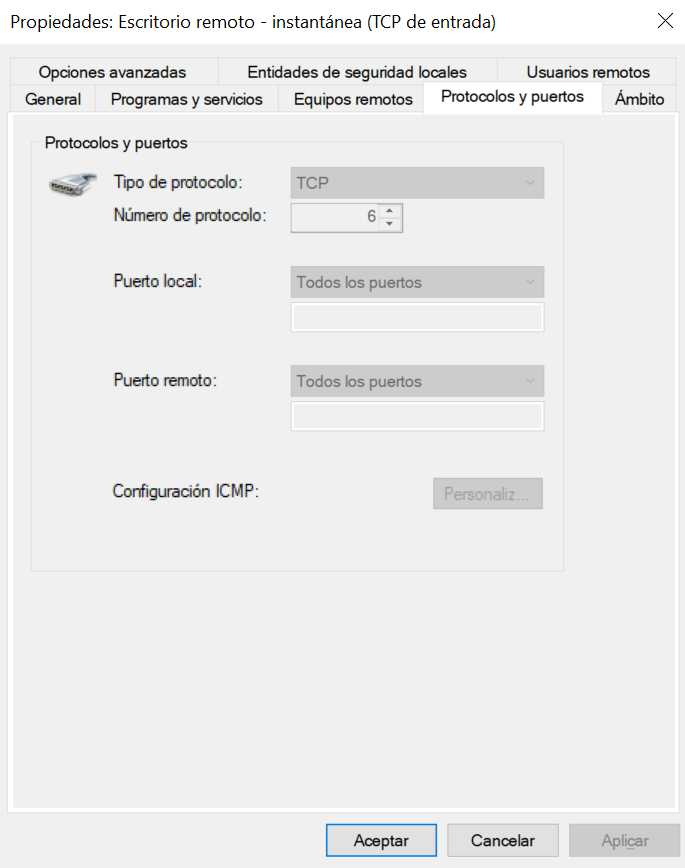 Propiedades: Escritorio remoto - instantánea (TCP de entrada)
Opciones avanzadas Entidades de seguridad locales Usuarios remotos
General Programas y servicios Equipos remotos Protocolos y puertos Ámbito
Protocolos y puertos
Tipo de protocolo: TCP
Número de protocolo: 6
Puerto local: Todos los puertos
Puerto remoto: Todos los puertos
Configuración ICMP: Personaliz...
Aceptar Cancelar Aplicar